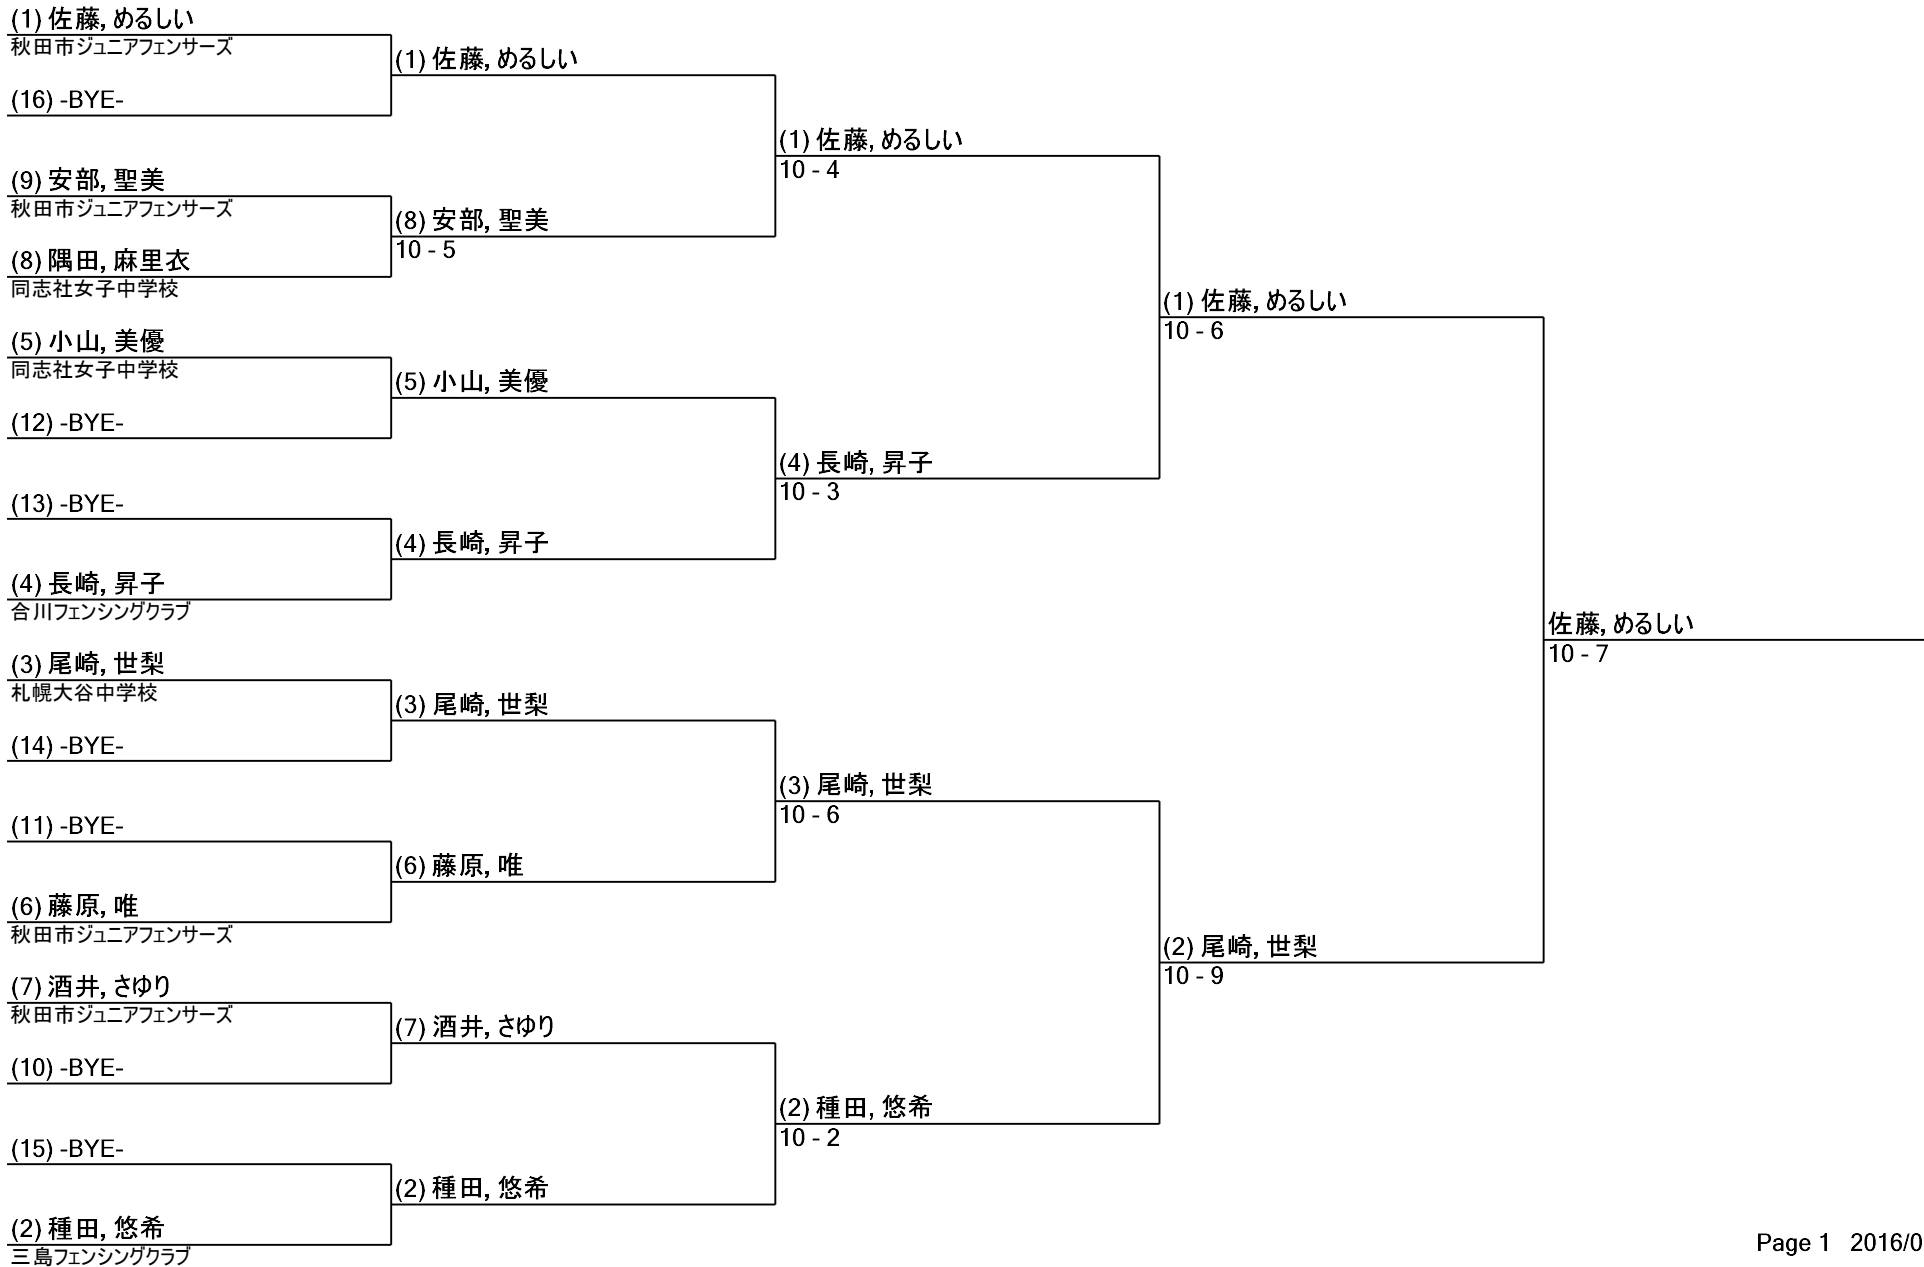 (1) 佐藤, めるしい
秋田市ジュニアフェンサーズ
(16) -BYE-
(9) 安部, 聖美
秋田市ジュニアフェンサーズ
(8) 隅田, 麻里衣
同志社女子中学校
(5) 小山, 美優
同志社女子中学校
(12) -BYE-
(13) -BYE-
(4) 長崎, 昇子
合川フェンシングクラブ
(3) 尾崎, 世梨
札幌大谷中学校
(14) -BYE-
(11) -BYE-
(6) 藤原, 唯
秋田市ジュニアフェンサーズ
(7) 酒井, さゆり
秋田市ジュニアフェンサーズ
(10) -BYE-
(15) -BYE-
(2) 種田, 悠希
三島フェンシングクラブ
(1) 佐藤, めるしい
(8) 安部, 聖美
10 - 5
(5) 小山, 美優
(4) 長崎, 昇子
(3) 尾崎, 世梨
(6) 藤原, 唯
(7) 酒井, さゆり
(2) 種田, 悠希
(1) 佐藤, めるしい
10 - 4
(4) 長崎, 昇子
10 - 3
(3) 尾崎, 世梨
10 - 6
(2) 種田, 悠希
10 - 2
(1) 佐藤, めるしい
10 - 6
(2) 尾崎, 世梨
10 - 9
佐藤, めるしい
10 - 7
Page 1 2016/0